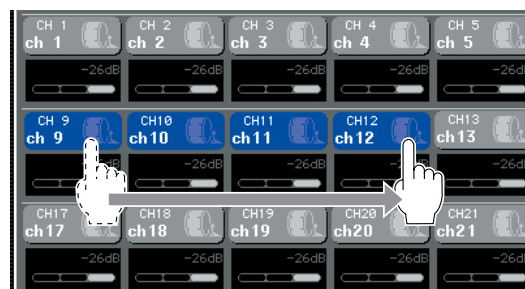 CH 1 CH 2 CH 3 CH 4 CH 5
ch 1 ch 2 ch 3 ch 4 ch 5
-26dB -26dB -26dB -26dB -26dB
CH 9 CH10 CH11 CH12 CH13
ch 9 ch10 ch11 ch12 ch13
-26dB -26dB -26dB -26dB
CH17 CH18 CH19 CH20 CH21
ch17 ch18 ch19 ch20 ch21
-26dB -26dB -26dB -26dB -26dB